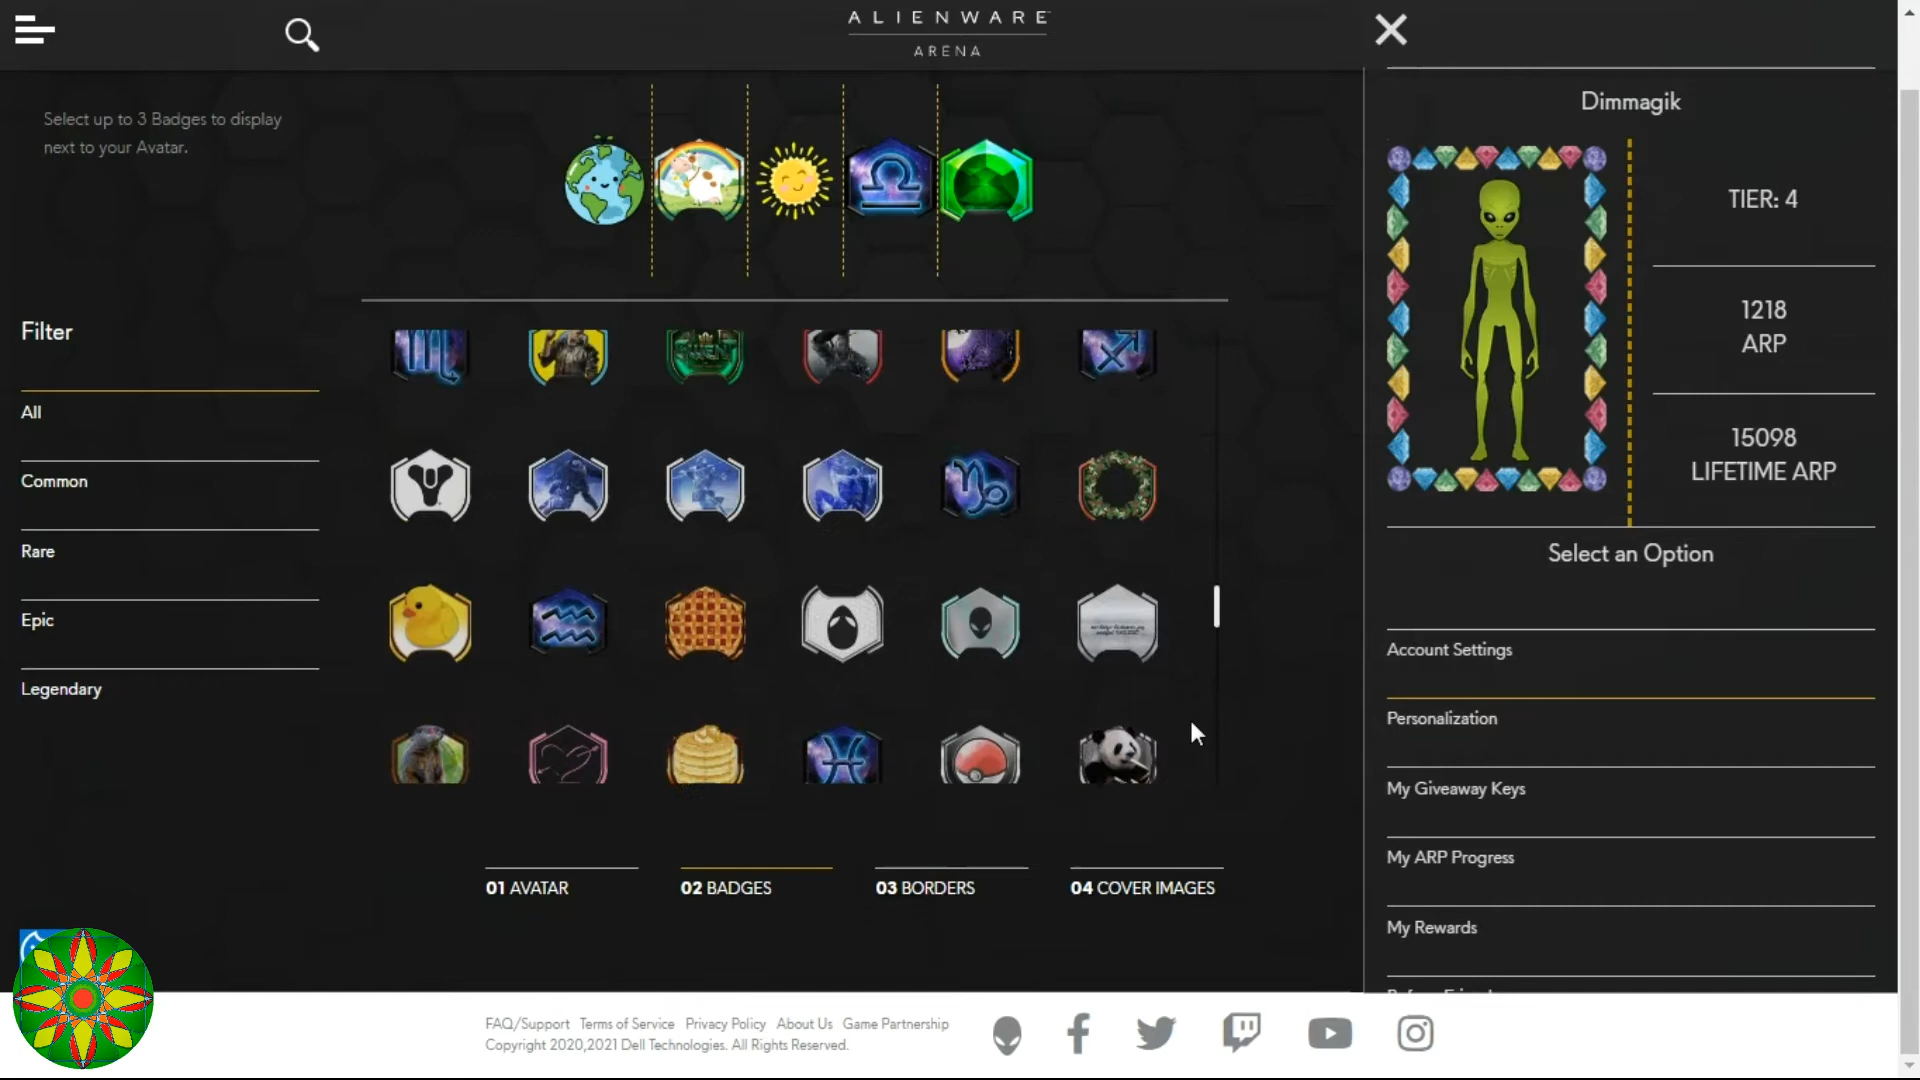 ALIENWARE
ARENA
Select up to 3 Badges to display
next to your Avatar.
Dimmagik
TIER: 4
1218
ARP
15098
LIFETIME ARP
Filter
All
Common
Rare
Epic
Legendary
Select an Option
Account Settings
Personalization
My Giveaway Keys
My ARP Progress
My Rewards
01 AVATAR
02 BADGES
03 BORDERS
04 COVER IMAGES
FAQ/Support Terms of Service Privacy Policy About Us Game Partnership
Copyright 2020,2021 Dell Technologies. All Rights Reserved.